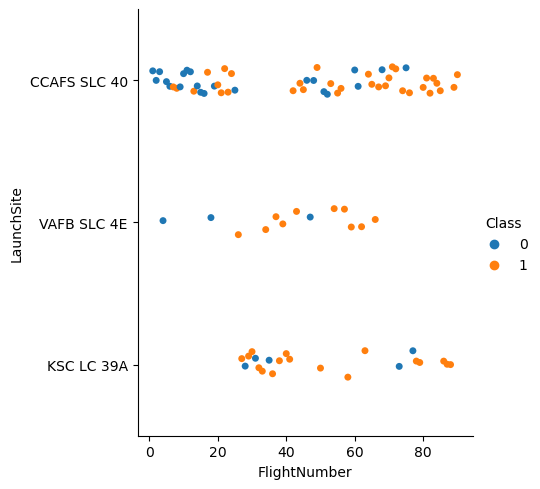 CCAFS SLC 40
VAFB SLC 4E
KSC LC 39A
LaunchSite
0
20
40
60
80
FlightNumber
Class
0
1